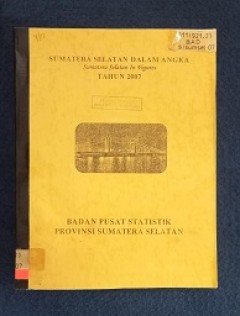 SUMATERA SELATAN DALAM ANGKA
Sumatera Selatan In Figures
TAHUN 2007
BADAN PUSAT STATISTIK
PROVINSI SUMATERA SELATAN